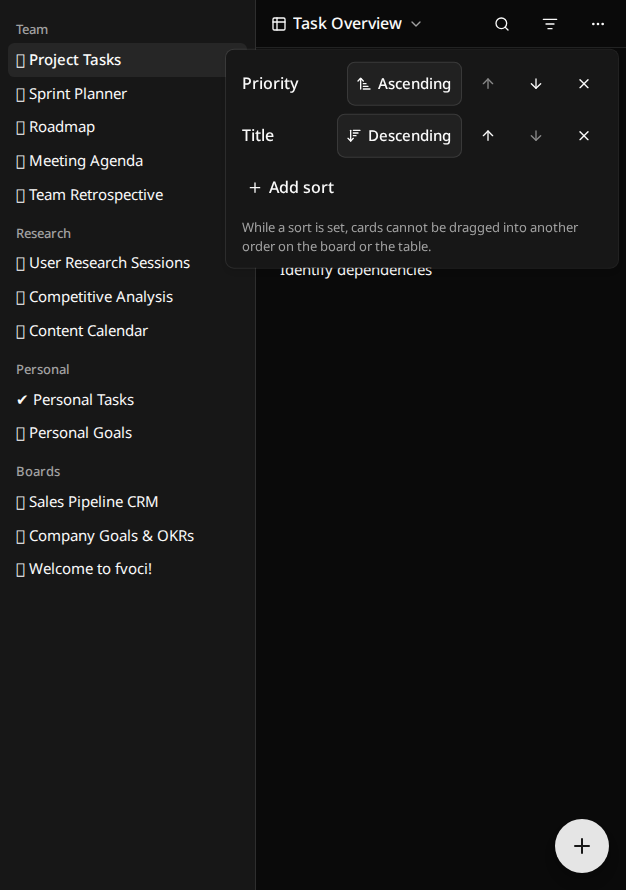 Team
Project Tasks
Sprint Planner
Roadmap
Meeting Agenda
Team Retrospective
Research
User Research Sessions
Competitive Analysis
Content Calendar
Personal
✔ Personal Tasks
Personal Goals
Boards
Sales Pipeline CRM
Company Goals & OKRs
Welcome to fvoci!
Task Overview
Priority
Ascending
Title
Descending
Add sort
While a sort is set, cards cannot be dragged into another
order on the board or the table.
Identify dependencies